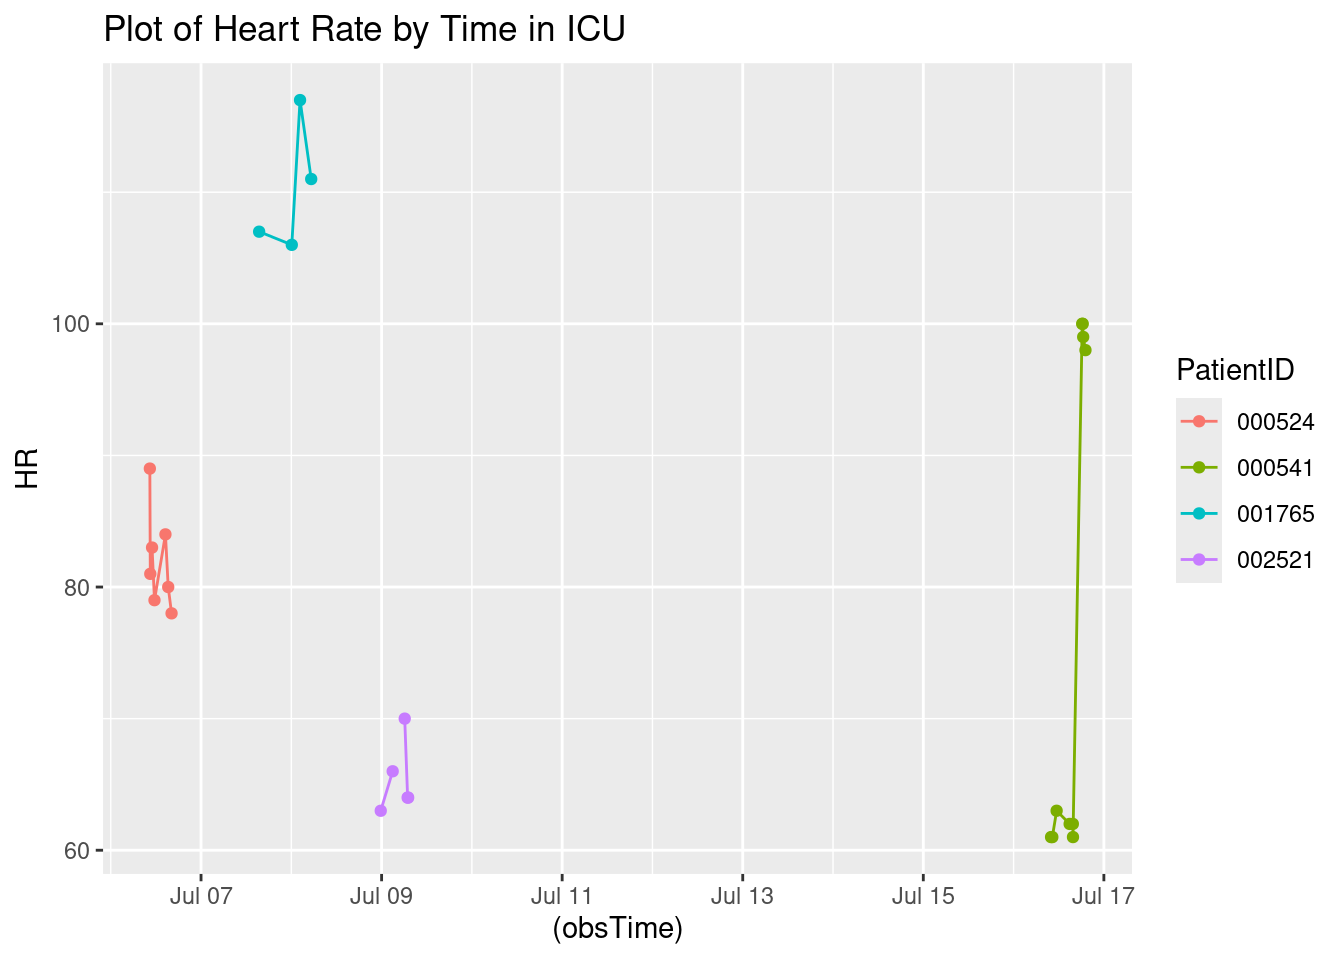 Plot of Heart Rate by Time in ICU
HR
100
80
60
Jul 07
Jul 09
Jul 11
Jul 13
Jul 15
Jul 17
(obsTime)
PatientID
000524
000541
001765
002521